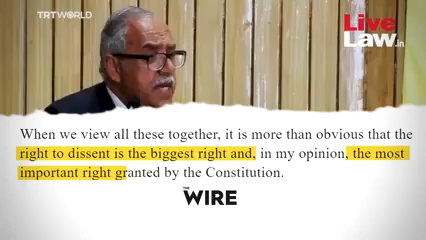 TRT WORLD
Live
Law.in
When we view all these together, it is more than obvious that the
right to dissent is the biggest right and, in my opinion, the most
important right granted by the Constitution.
THE
WIRE